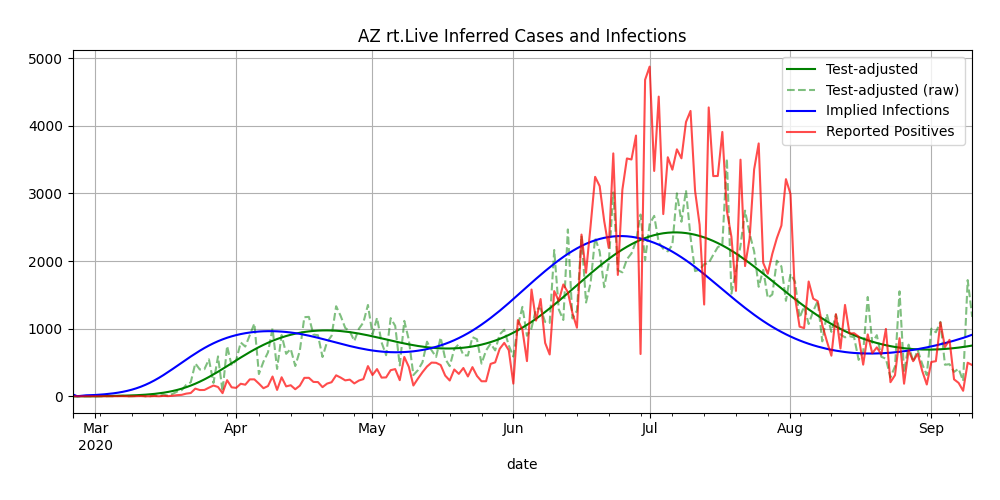 AZ rt.Live Inferred Cases and Infections
5000
4000
3000
2000
1000
0
Test-adjusted
Test-adjusted (raw)
Implied Infections
Reported Positives
Mar
2020
Apr
May
Jun
Jul
Aug
Sep
date